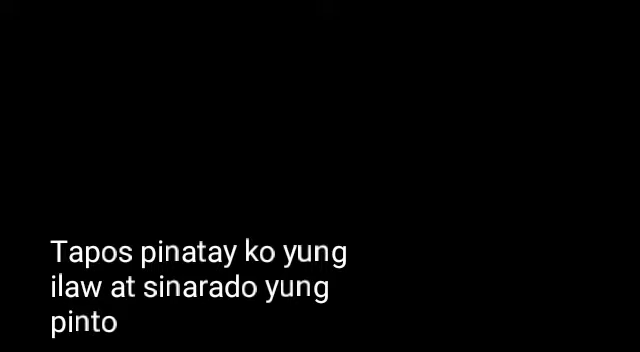 Tapos pinatay ko yung
ilaw at sinarado yung
pinto